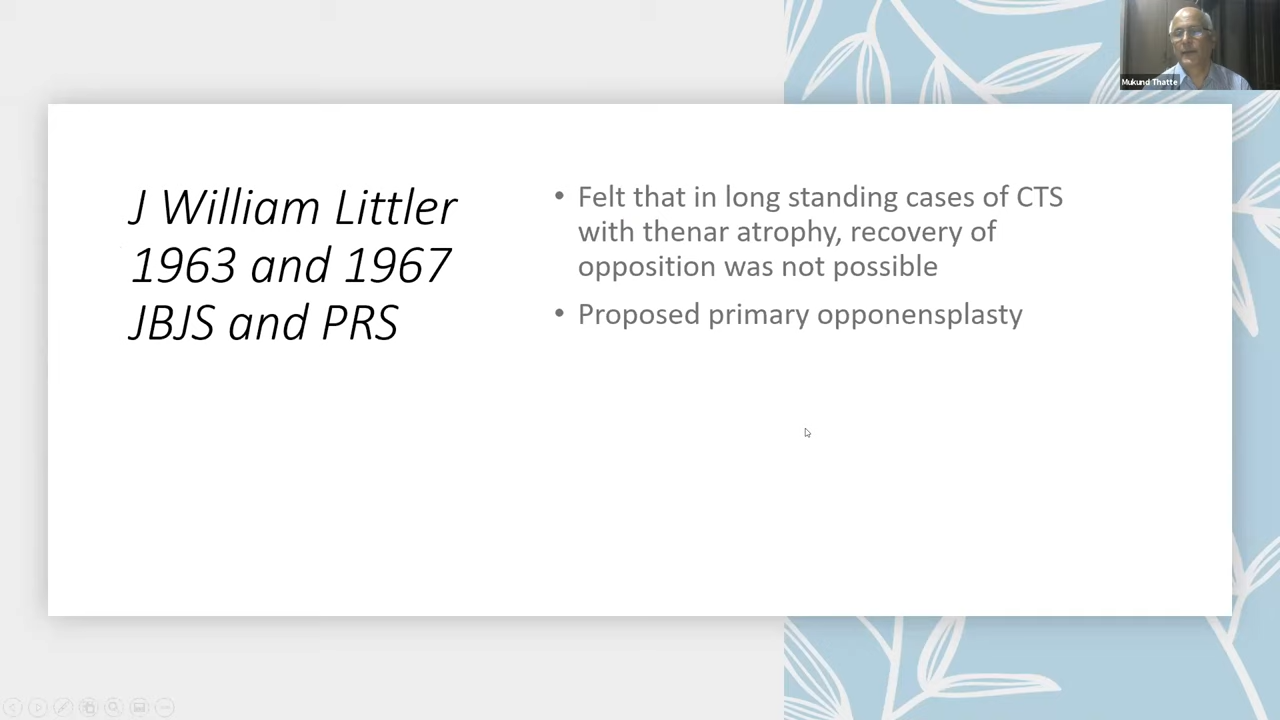 Mukund Thatte
J William Littler
1963 and 1967
JBJS and PRS
• Felt that in long standing cases of CTS
with thenar atrophy, recovery of
opposition was not possible
• Proposed primary opponensplasty